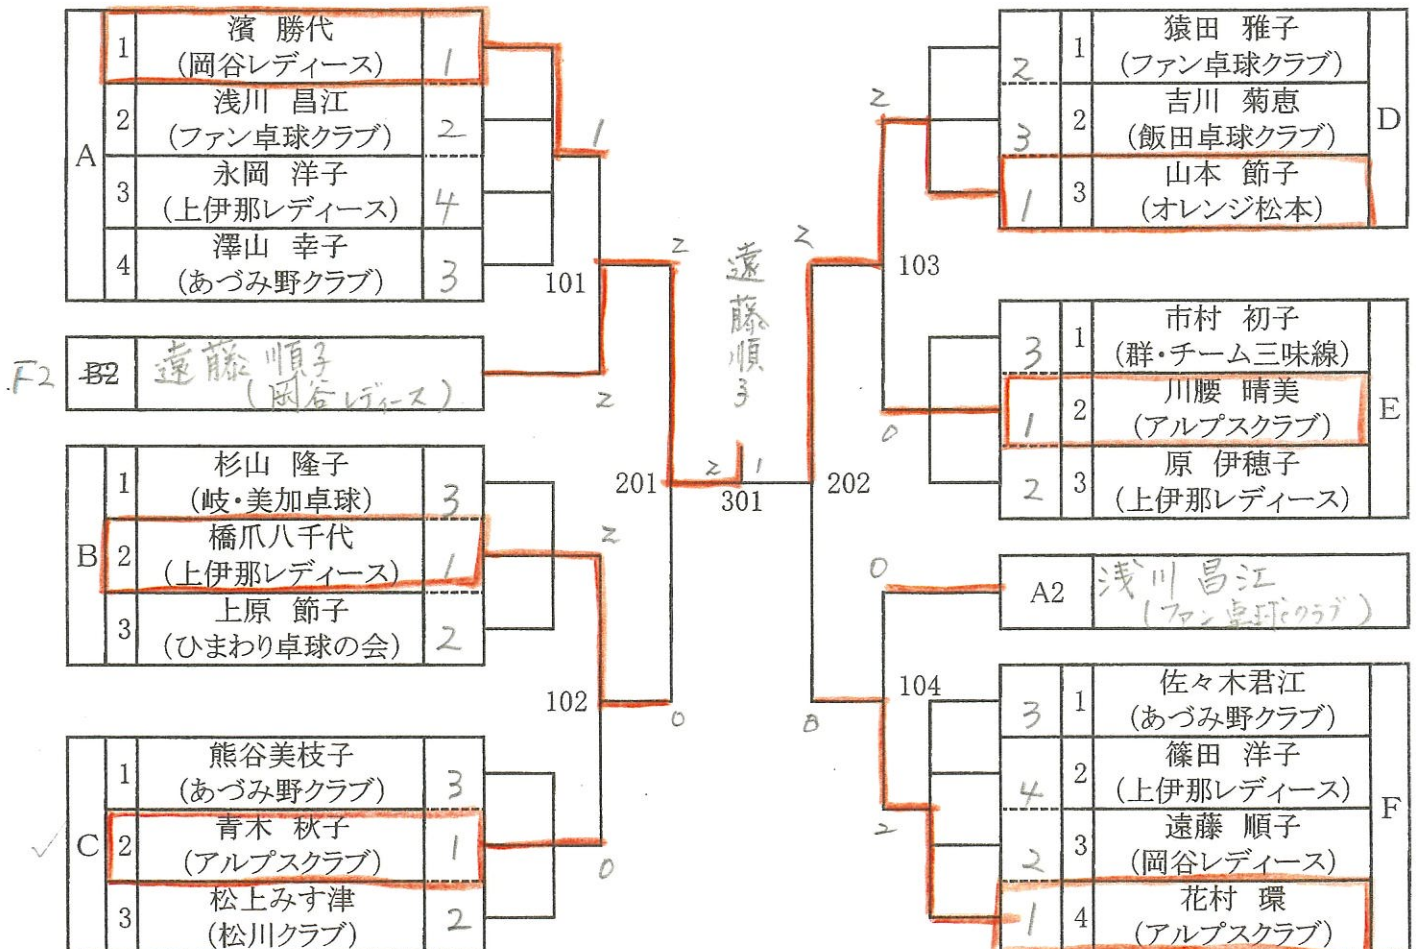 A
1
濱 勝代
(岡谷レディース)
1
2
浅川 昌江
(ファン卓球クラブ)
2
3
永岡 洋子
(上伊那レディース)
4
4
澤山 幸子
(あづみ野クラブ)
3
F2
B2
遠藤順子
(岡谷レディース)
B
1
杉山 隆子
(岐・美加卓球)
3
2
橋爪八千代
(上伊那レディース)
1
3
上原 節子
(ひまわり卓球の会)
2
C
1
熊谷美枝子
(あづみ野クラブ)
3
2
青木 秋子
(アルプスクラブ)
1
3
松上みす津
(松川クラブ)
2
1
101
2
2
201
2
102
0
0
遠藤順子
2
1
301
2
202
0
2
103
0
0
104
2
D
2
1
猿田 雅子
(ファン卓球クラブ)
3
2
吉川 菊恵
(飯田卓球クラブ)
1
3
山本 節子
(オレンジ松本)
E
3
1
市村 初子
(群・チーム三味線)
1
2
川腰 晴美
(アルプスクラブ)
2
3
原 伊穂子
(上伊那レディース)
A2
浅川昌江
(ファン卓球クラブ)
F
3
1
佐々木君江
(あづみ野クラブ)
4
2
篠田 洋子
(上伊那レディース)
2
3
遠藤 順子
(岡谷レディース)
1
4
花村 環
(アルプスクラブ)